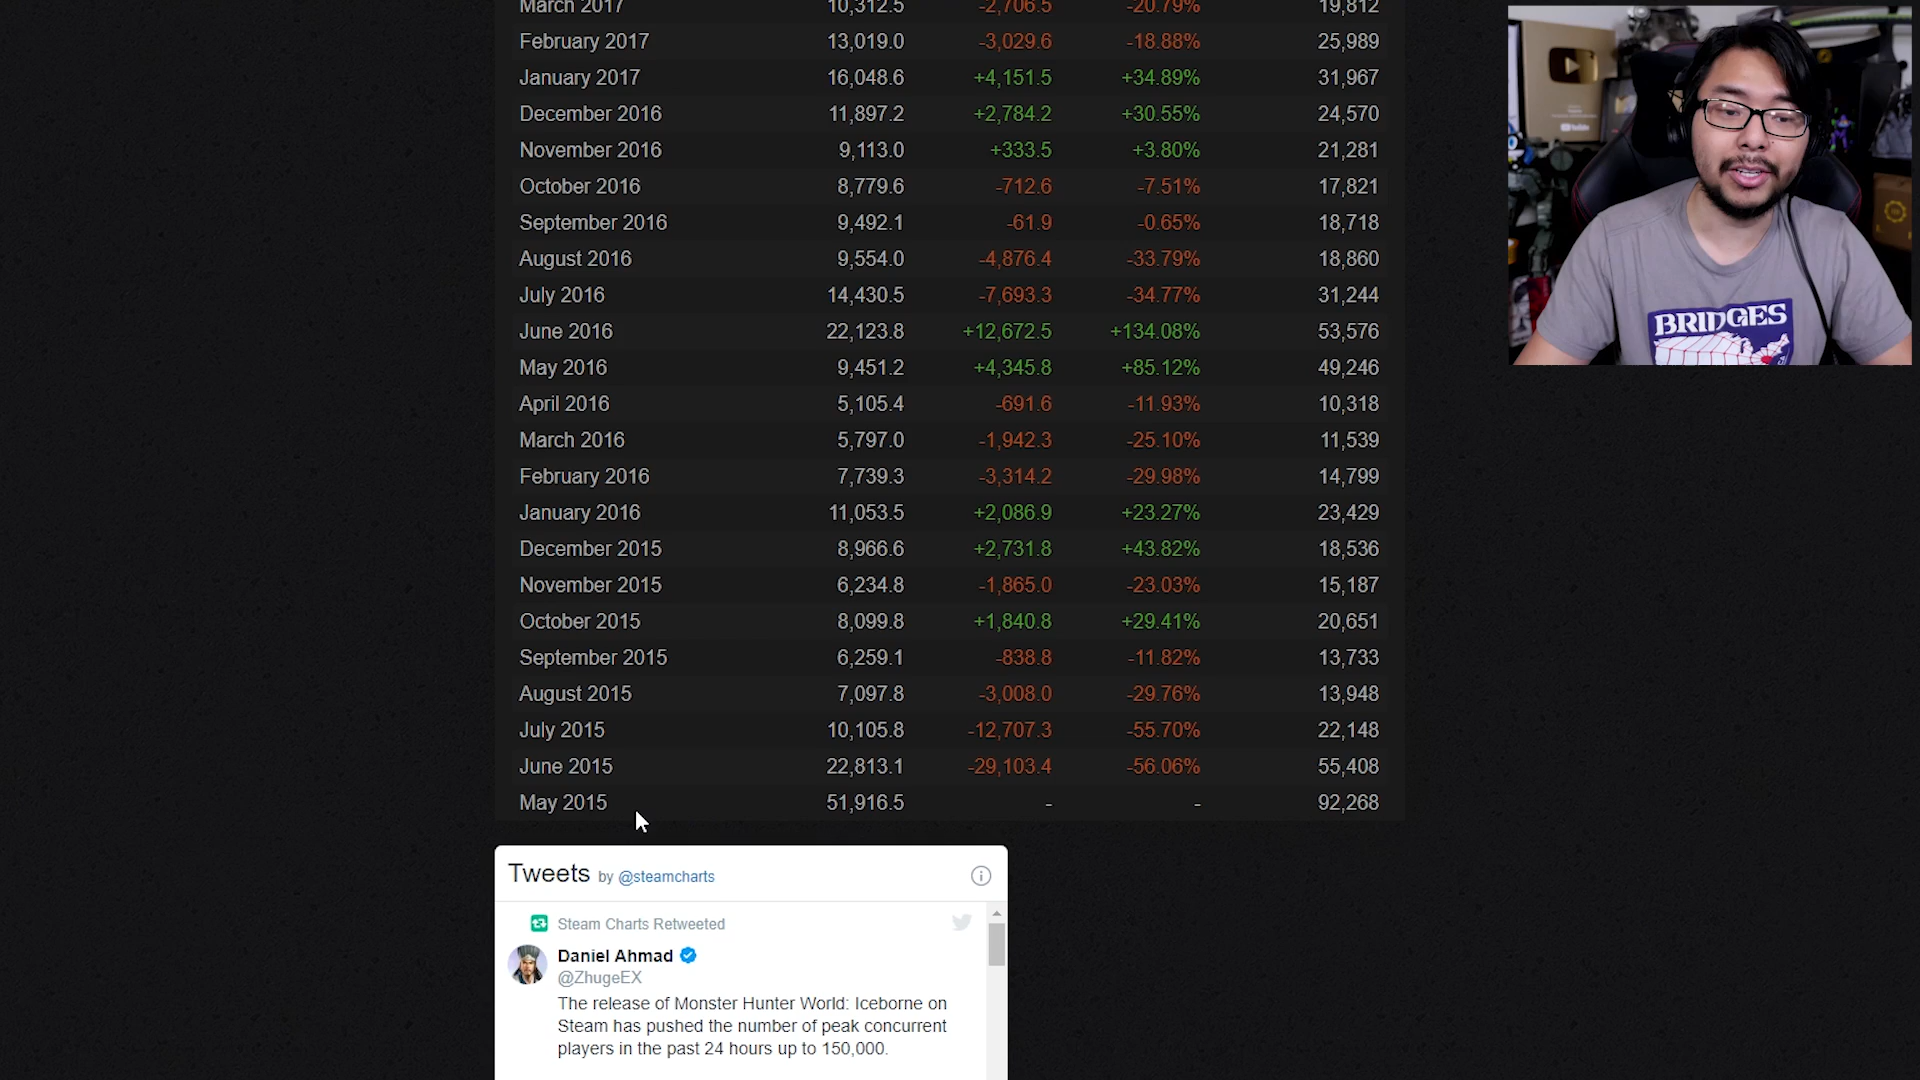 March 2017 10,312.5 -2,706.5 -20.79% 19,812
February 2017 13,019.0 -3,029.6 -18.88% 25,989
January 2017 16,048.6 +4,151.5 +34.89% 31,967
December 2016 11,897.2 +2,784.2 +30.55% 24,570
November 2016 9,113.0 +333.5 +3.80% 21,281
October 2016 8,779.6 -712.6 -7.51% 17,821
September 2016 9,492.1 -61.9 -0.65% 18,718
August 2016 9,554.0 -4,876.4 -33.79% 18,860
July 2016 14,430.5 -7,693.3 -34.77% 31,244
June 2016 22,123.8 +12,672.5 +134.08% 53,576
May 2016 9,451.2 +4,345.8 +85.12% 49,246
April 2016 5,105.4 -691.6 -11.93% 10,318
March 2016 5,797.0 -1,942.3 -25.10% 11,539
February 2016 7,739.3 -3,314.2 -29.98% 14,799
January 2016 11,053.5 +2,086.9 +23.27% 23,429
December 2015 8,966.6 +2,731.8 +43.82% 18,536
November 2015 6,234.8 -1,865.0 -23.03% 15,187
October 2015 8,099.8 +1,840.8 +29.41% 20,651
September 2015 6,259.1 -838.8 -11.82% 13,733
August 2015 7,097.8 -3,008.0 -29.76% 13,948
July 2015 10,105.8 -12,707.3 -55.70% 22,148
June 2015 22,813.1 -29,103.4 -56.06% 55,408
May 2015 51,916.5 - - 92,268
Tweets by @steamcharts
Steam Charts Retweeted
Daniel Ahmad
@ZhugeEX
The release of Monster Hunter World: Iceborne on
Steam has pushed the number of peak concurrent
players in the past 24 hours up to 150,000.
YouTube
BRIDGES